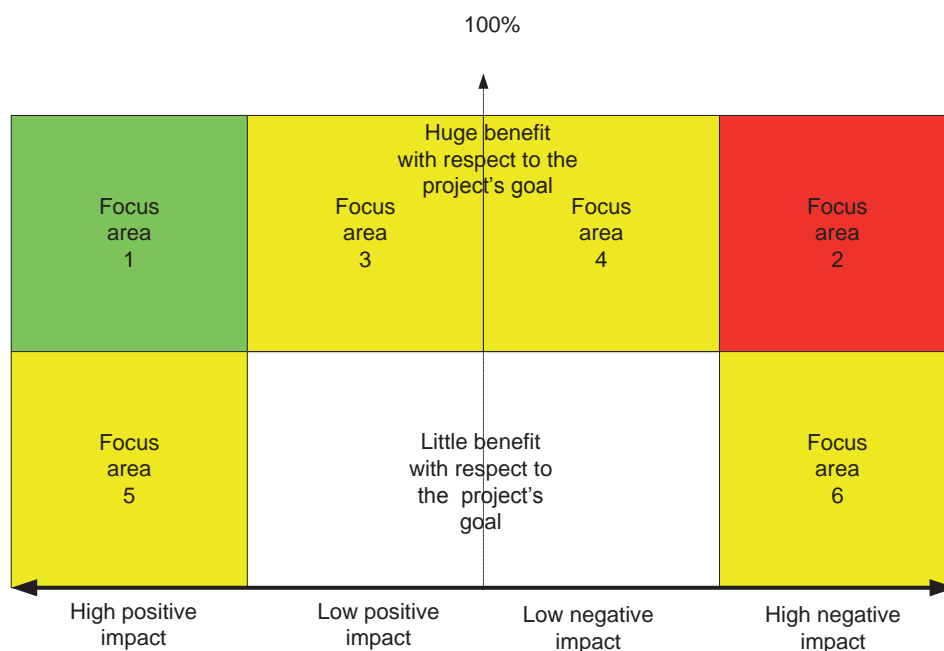 100%
Huge benefit
with respect to the
project's goal
Focus
area
1
Focus
area
3
Focus
area
4
Focus
area
2
Focus
area
5
Little benefit
with respect to
the project's
goal
Focus
area
6
High positive
impact
Low positive
impact
Low negative
impact
High negative
impact